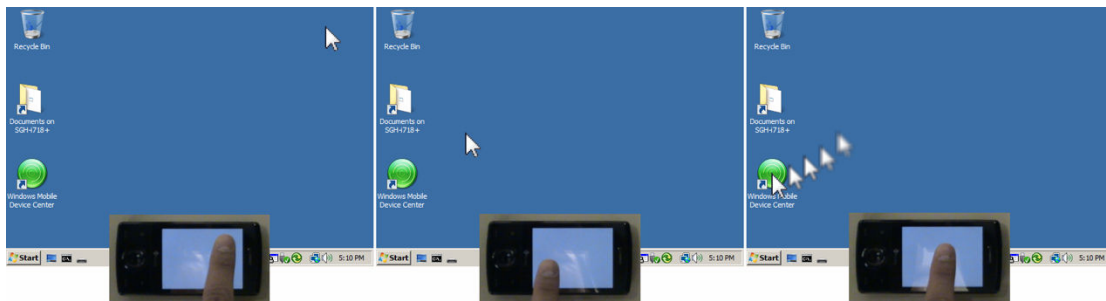 Recycle Bin
Documents on
SGH-i718+
Windows Mobile
Device Center
Start
5:10 PM
Recycle Bin
Documents on
SGH-i718+
Windows Mobile
Device Center
Start
5:10 PM
Recycle Bin
Documents on
SGH-i718+
Windows Mobile
Device Center
Start
5:10 PM